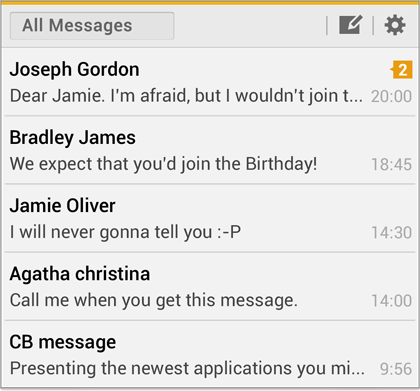 All Messages
Joseph Gordon
2
Dear Jamie. I'm afraid, but I wouldn't join t... 20:00
Bradley James
We expect that you'd join the Birthday! 18:45
Jamie Oliver
I will never gonna tell you :-P 14:30
Agatha christina
Call me when you get this message. 14:00
CB message
Presenting the newest applications you mi... 9:56